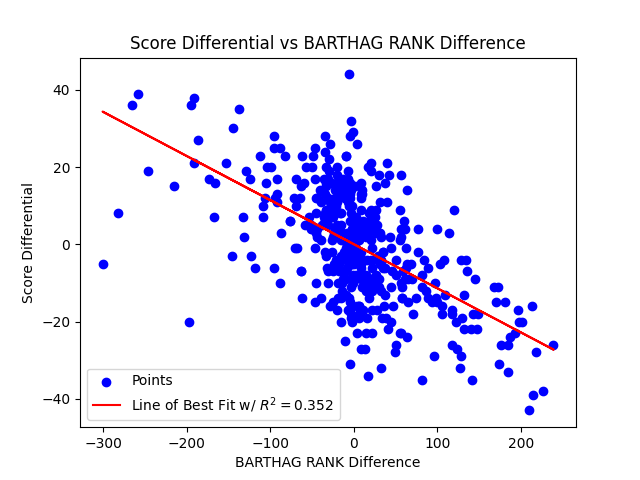 Score Differential vs BARTHAG RANK Difference
Score Differential
40
20
0
−20
−40
Points
Line of Best Fit w/ R² = 0.352
−300
−200
−100
0
100
200
BARTHAG RANK Difference